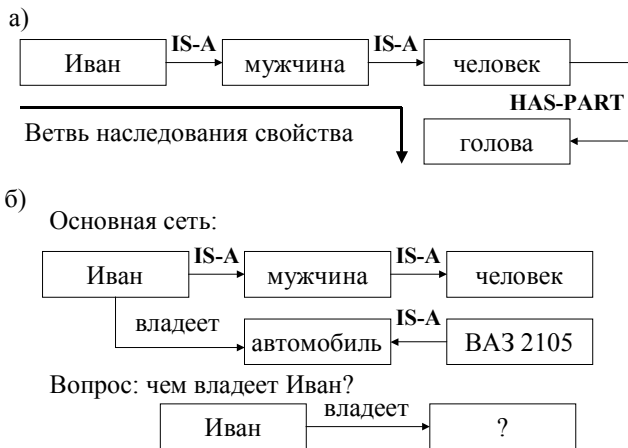 а)
IS-A IS-A
Иван мужчина человек
HAS-PART
Ветвь наследования свойства
голова
б)
Основная сеть:
IS-A IS-A
Иван мужчина человек
владеет IS-A
автомобиль ВАЗ 2105
Вопрос: чем владеет Иван?
владеет
Иван ?